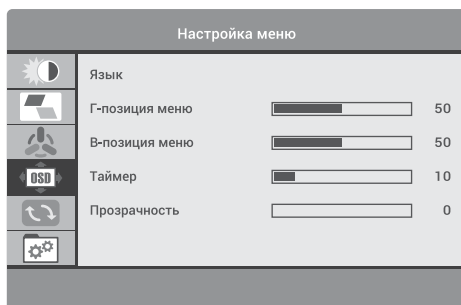 Настройка меню
Язык
Г-позиция меню 50
В-позиция меню 50
OSD
Таймер 10
Прозрачность 0